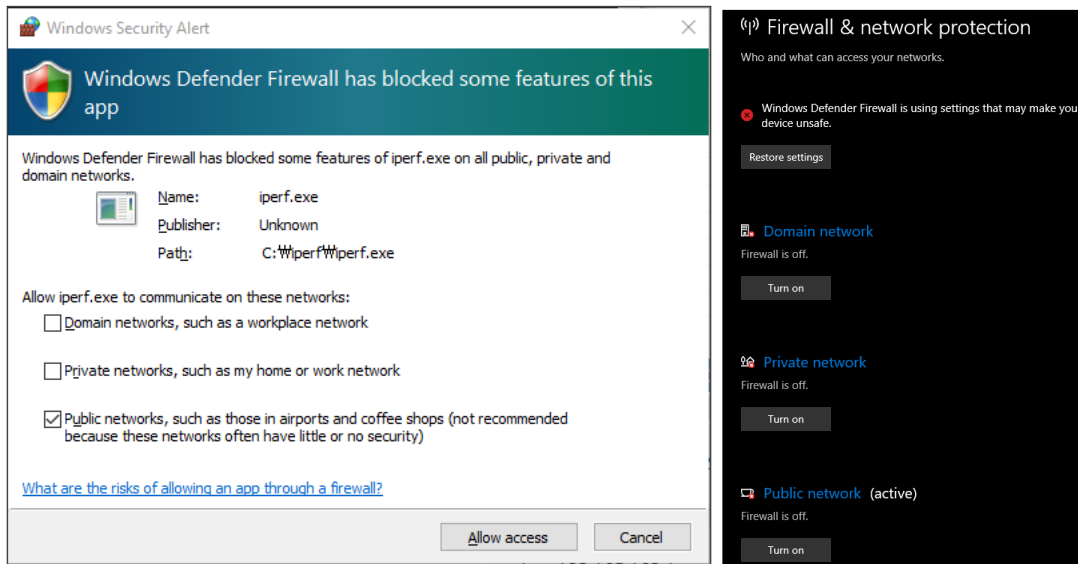 Windows Security Alert
Windows Defender Firewall has blocked some features of this
app
Windows Defender Firewall has blocked some features of iperf.exe on all public, private and
domain networks.
Name: iperf.exe
Publisher: Unknown
Path: C:₩iperf₩iperf.exe
Allow iperf.exe to communicate on these networks:
Domain networks, such as a workplace network
Private networks, such as my home or work network
Public networks, such as those in airports and coffee shops (not recommended
because these networks often have little or no security)
What are the risks of allowing an app through a firewall?
Allow access Cancel
Firewall & network protection
Who and what can access your networks.
Windows Defender Firewall is using settings that may make you
device unsafe.
Restore settings
Domain network
Firewall is off.
Turn on
Private network
Firewall is off.
Turn on
Public network (active)
Firewall is off.
Turn on